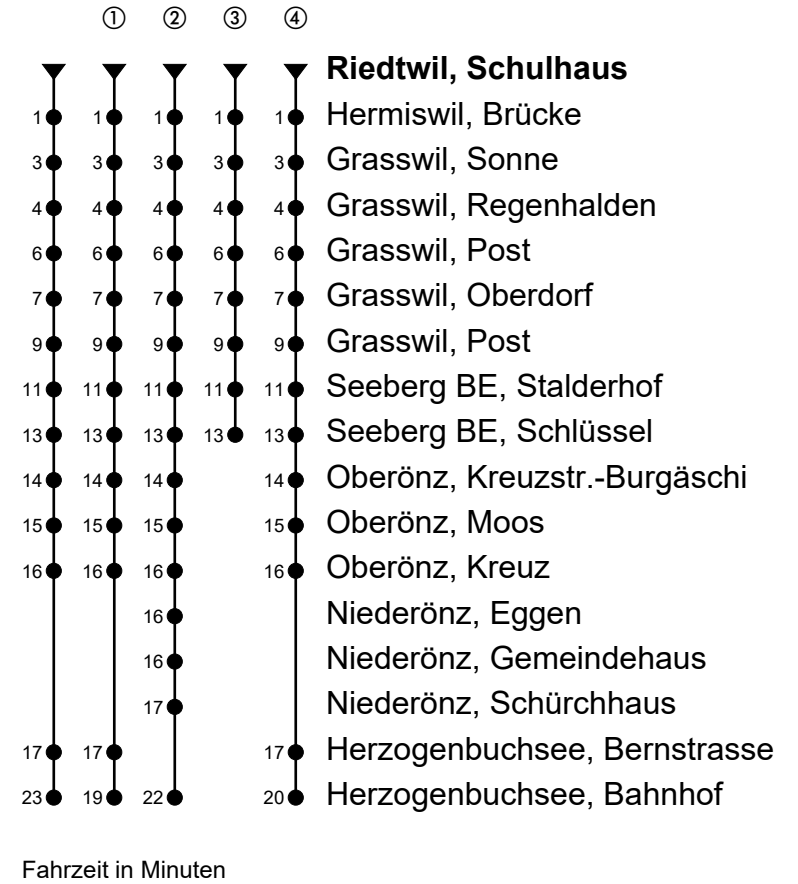 ① ② ③ ④
Riedtwil, Schulhaus
1 1 1 1 1 Hermiswil, Brücke
3 3 3 3 3 Grasswil, Sonne
4 4 4 4 4 Grasswil, Regenhalden
6 6 6 6 6 Grasswil, Post
7 7 7 7 7 Grasswil, Oberdorf
9 9 9 9 9 Grasswil, Post
11 11 11 11 11 Seeberg BE, Stalderhof
13 13 13 13 13 Seeberg BE, Schlüssel
14 14 14 14 Oberönz, Kreuzstr.-Burgäschi
15 15 15 15 Oberönz, Moos
16 16 16 16 Oberönz, Kreuz
16 Niederönz, Eggen
16 Niederönz, Gemeindehaus
17 Niederönz, Schürchhaus
17 17 17 Herzogenbuchsee, Bernstrasse
23 19 22 20 Herzogenbuchsee, Bahnhof
Fahrzeit in Minuten